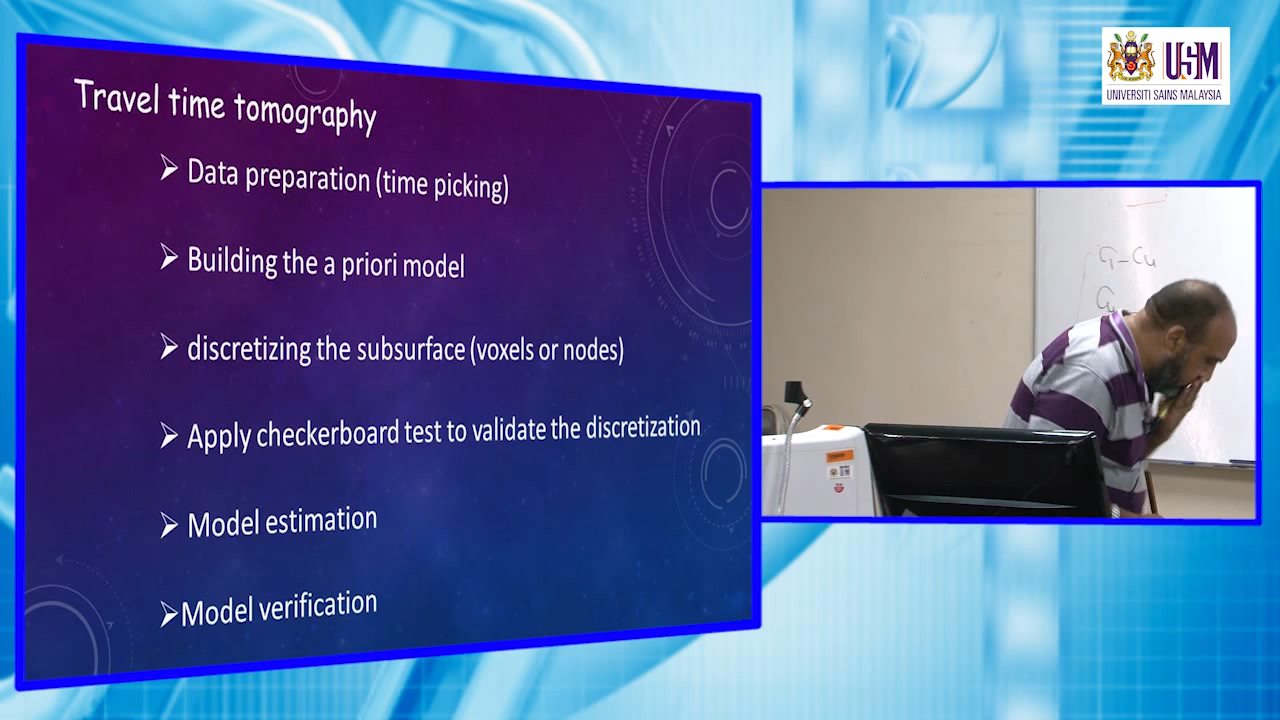 Travel time tomography
➢ Data preparation (time picking)
➢ Building the a priori model
➢ discretizing the subsurface (voxels or nodes)
➢ Apply checkerboard test to validate the discretization
➢ Model estimation
➢ Model verification
USM
UNIVERSITI SAINS MALAYSIA